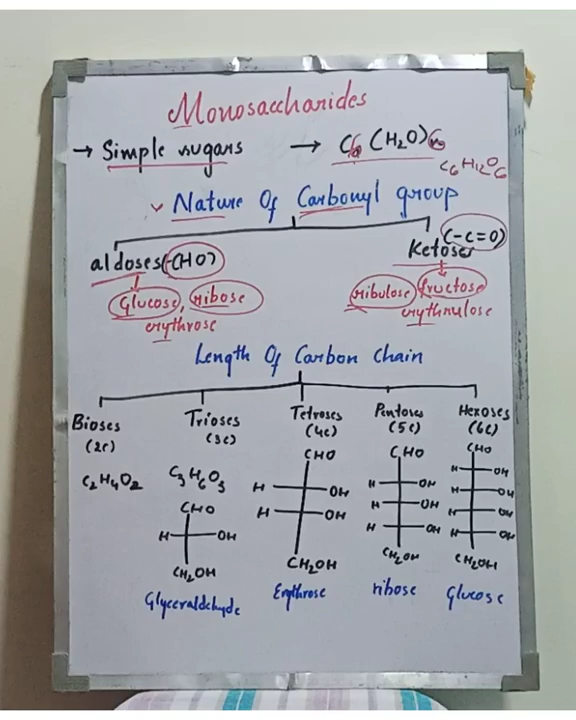 Monosaccharides
→ Simple sugars → C6 (H2O)6
C6H12O6
✓ Nature Of Carbonyl group
aldoses (-CHO)
Ketoses (-C=O)
Glucose, ribose
erythrose
ribulose fructose
erythrulose
Length Of Carbon Chain
Bioses Trioses Tetroses Pentoses Hexoses
(2C) (3C) (4C) (5C) (6C)
C2H4O2 C3H6O3 CHO CHO CHO
H OH H OH H OH
H OH H OH H OH
H OH H OH
H OH
CH2OH CH2OH CH2OH
CHO
H OH
CH2OH
Glyceraldehyde Erythrose ribose Glucose